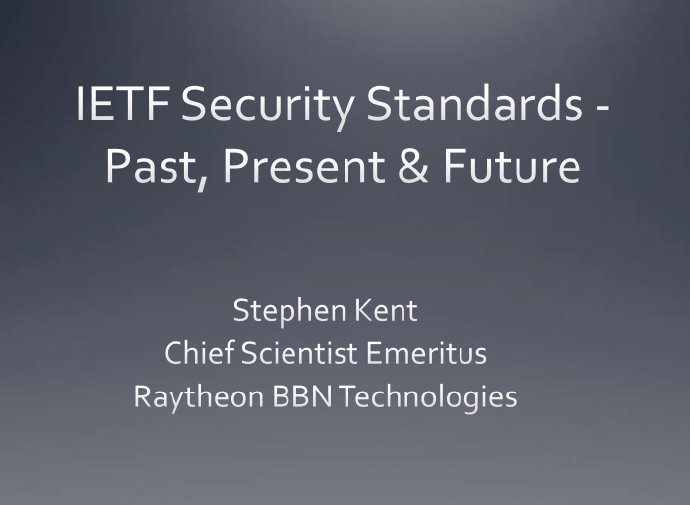 IETF Security Standards -
Past, Present & Future
Stephen Kent
Chief Scientist Emeritus
Raytheon BBN Technologies